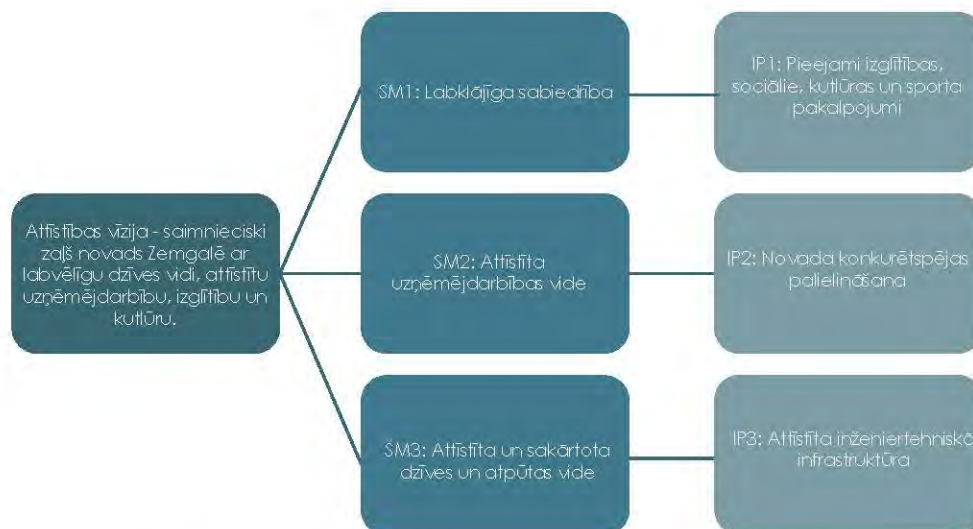 Attīstības vīzija - saimnieciski
zaļš novads Zemgalē ar
labvēlīgu dzīves vidi, attīstītu
uzņēmējdarbību, izglītību un
kutlūru.
SM1: Labklājīga sabiedrība
IP1: Pieejami izglītības,
sociālie, kutlūras un sporta
pakalpojumi
SM2: Attīstīta
uzņēmējdarbības vide
IP2: Novada konkurētspējas
palielināšana
SM3: Attīstīta un sakārtota
dzīves un atpūtas vide
IP3: Attīstīta inženiertehniskā
infrastruktūra